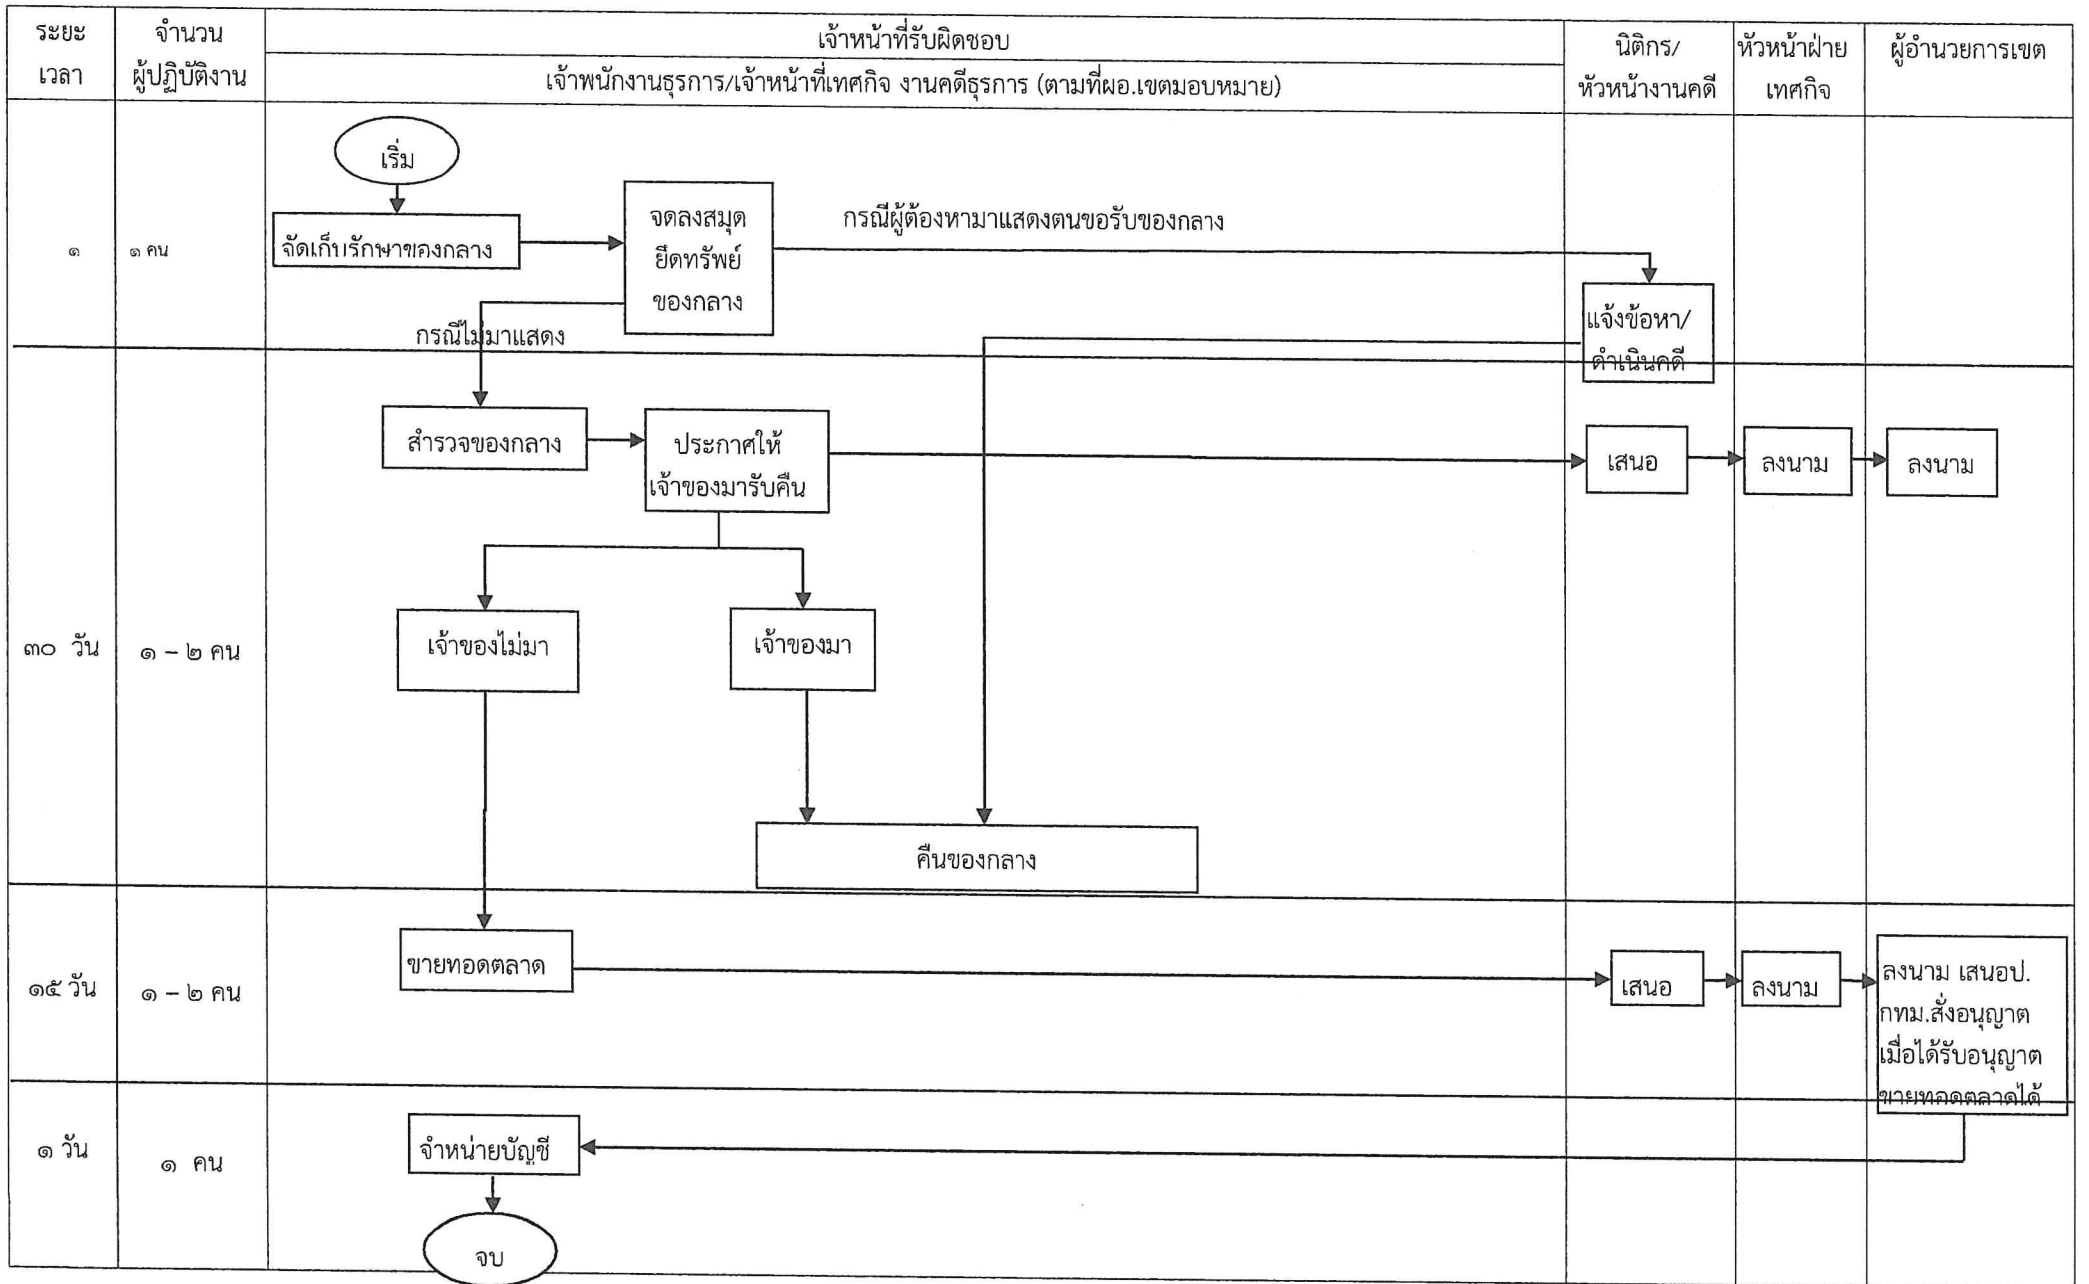 ระยะ
เวลา
จำนวน
ผู้ปฏิบัติงาน
เจ้าหน้าที่รับผิดชอบ
เจ้าพนักงานธุรการ/เจ้าหน้าที่เทศกิจ งานคดีธุรการ (ตามที่ผอ.เขตมอบหมาย)
นิติกร/
หัวหน้างานคดี
หัวหน้าฝ่าย
เทศกิจ
ผู้อำนวยการเขต
๑
๑ คน
เริ่ม
จัดเก็บรักษาของกลาง
จดลงสมุด
ยึดทรัพย์
ของกลาง
กรณีผู้ต้องหามาแสดงตนขอรับของกลาง
แจ้งข้อหา/
ดำเนินคดี
กรณีไม่มาแสดง
๓๐ วัน
๑ – ๒ คน
สำรวจของกลาง
ประกาศให้
เจ้าของมารับคืน
เสนอ
ลงนาม
ลงนาม
เจ้าของไม่มา
เจ้าของมา
คืนของกลาง
๑๕ วัน
๑ – ๒ คน
ขายทอดตลาด
เสนอ
ลงนาม
ลงนาม เสนอป.
กทม.สั่งอนุญาต
เมื่อได้รับอนุญาต
ขายทอดตลาดได้
๑ วัน
๑ คน
จำหน่ายบัญชี
จบ